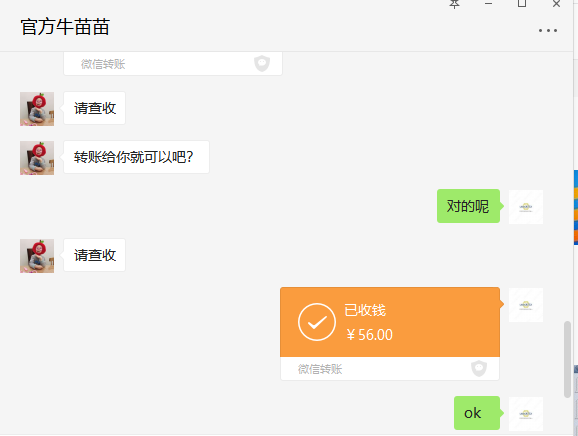 官方牛苗苗
微信转账
请查收
转账给你就可以吧?
对的呢
请查收
已收钱
￥56.00
微信转账
ok